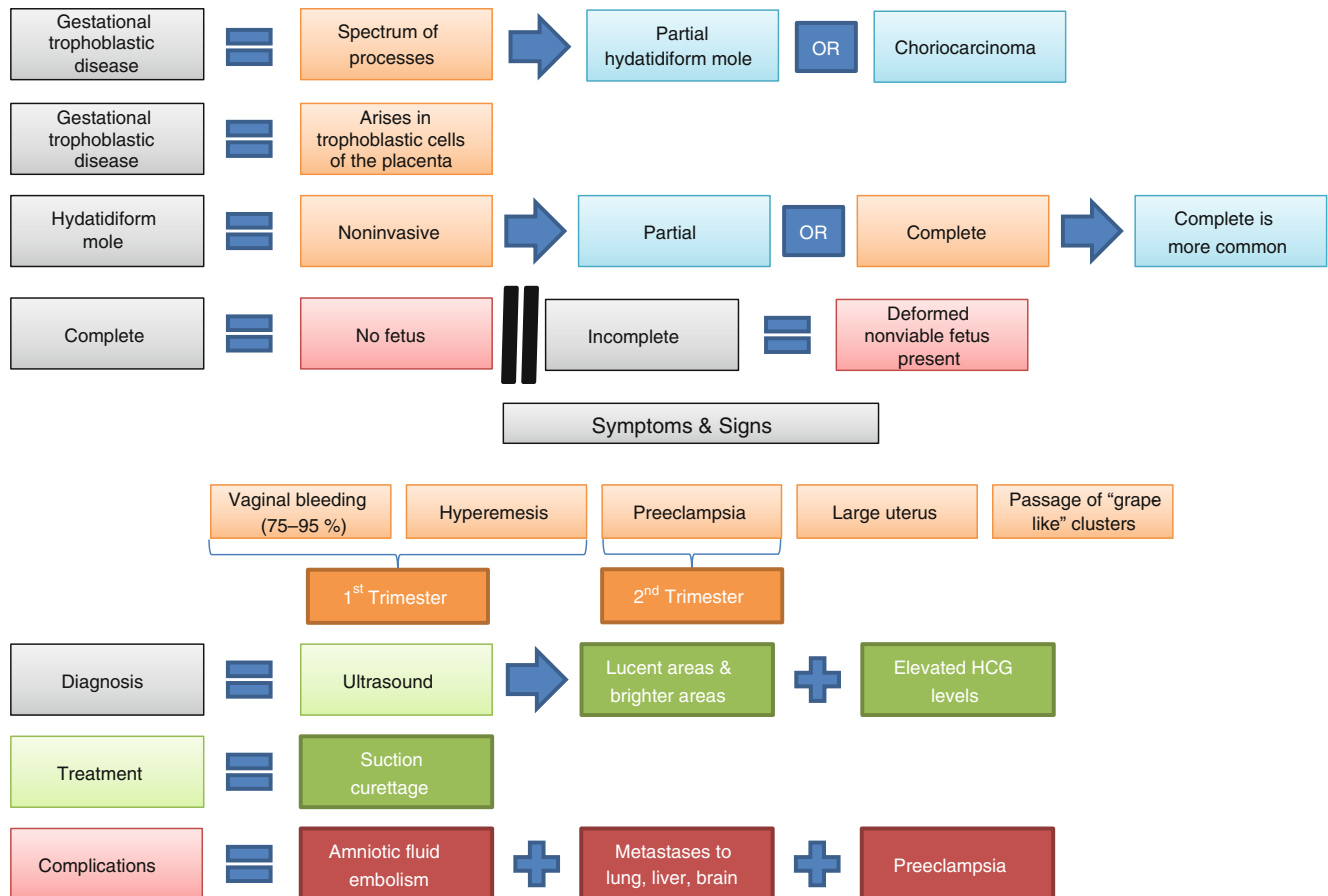 Gestational
trophoblastic
disease
Spectrum of
processes
Partial
hydatidiform mole
OR
Choriocarcinoma
Gestational
trophoblastic
disease
Arises in
trophoblastic cells
of the placenta
Hydatidiform
mole
Noninvasive
Partial
OR
Complete
Complete is
more common
Complete
No fetus
Incomplete
Deformed
nonviable fetus
present
Symptoms & Signs
Vaginal bleeding
(75–95 %)
Hyperemesis
Preeclampsia
Large uterus
Passage of “grape
like” clusters
1st Trimester
2nd Trimester
Diagnosis
Ultrasound
Lucent areas &
brighter areas
Elevated HCG
levels
Treatment
Suction
curettage
Complications
Amniotic fluid
embolism
Metastases to
lung, liver, brain
Preeclampsia